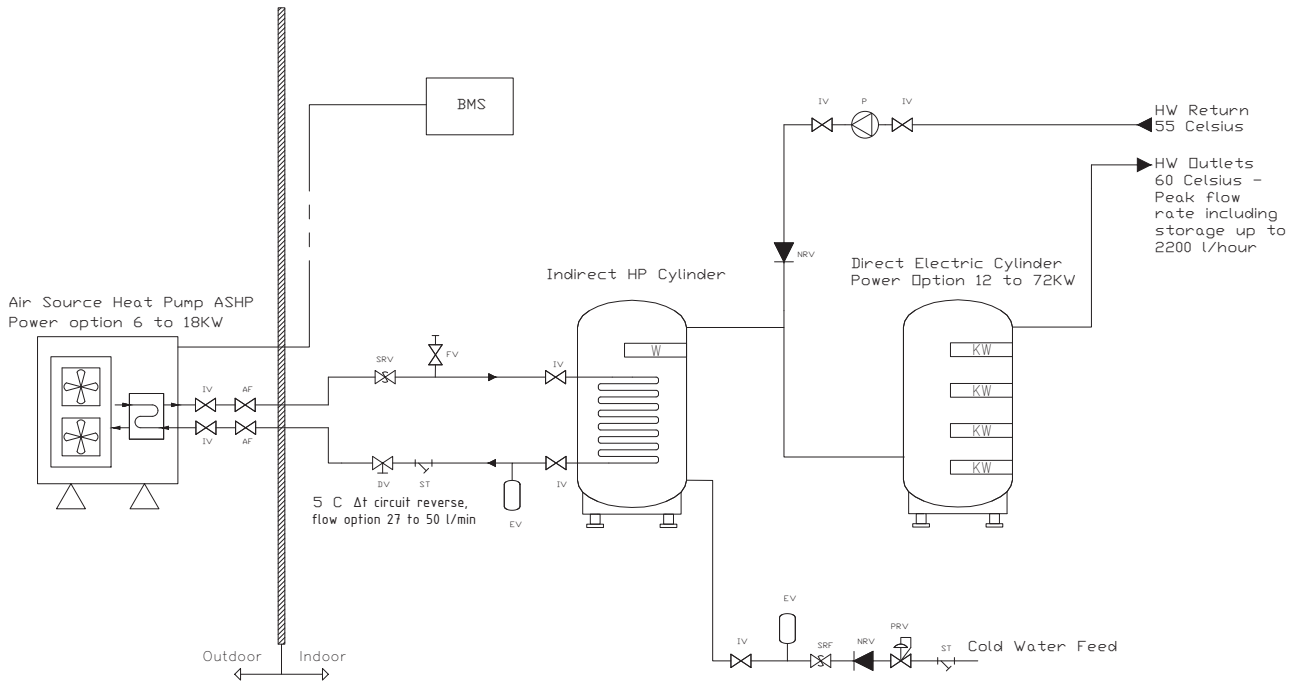 BMS
IV
P
IV
HW Return
55 Celsius
HW Outlets
60 Celsius -
Peak flow
rate including
storage up to
2200 l/hour
NRV
Indirect HP Cylinder
Direct Electric Cylinder
Power Option 12 to 72KW
Air Source Heat Pump ASHP
Power option 6 to 18KW
SRV
FV
IV
W
KW
KW
KW
KW
IV
AF
IV
AF
DV
ST
IV
EV
5 C Δt circuit reverse,
flow option 27 to 50 l/min
EV
IV
SRF
NRV
PRV
ST
Cold Water Feed
Outdoor
Indoor